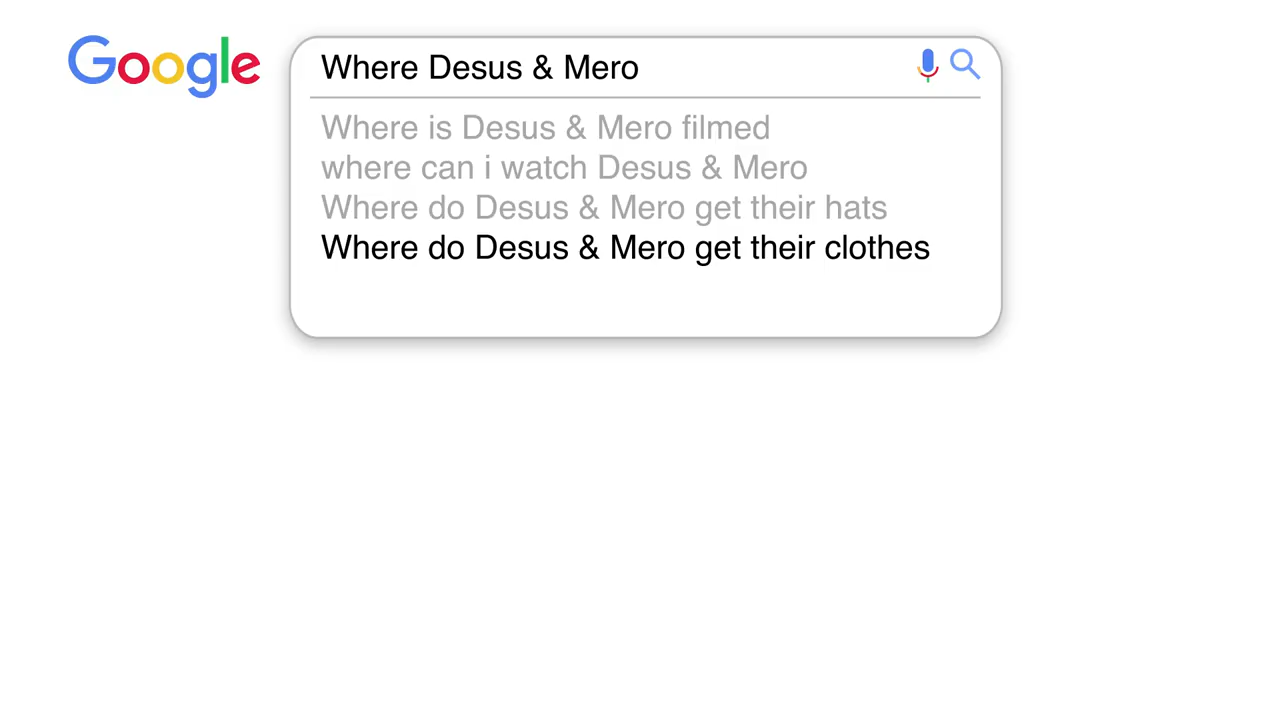 Google
Where Desus & Mero
Where is Desus & Mero filmed
where can i watch Desus & Mero
Where do Desus & Mero get their hats
Where do Desus & Mero get their clothes